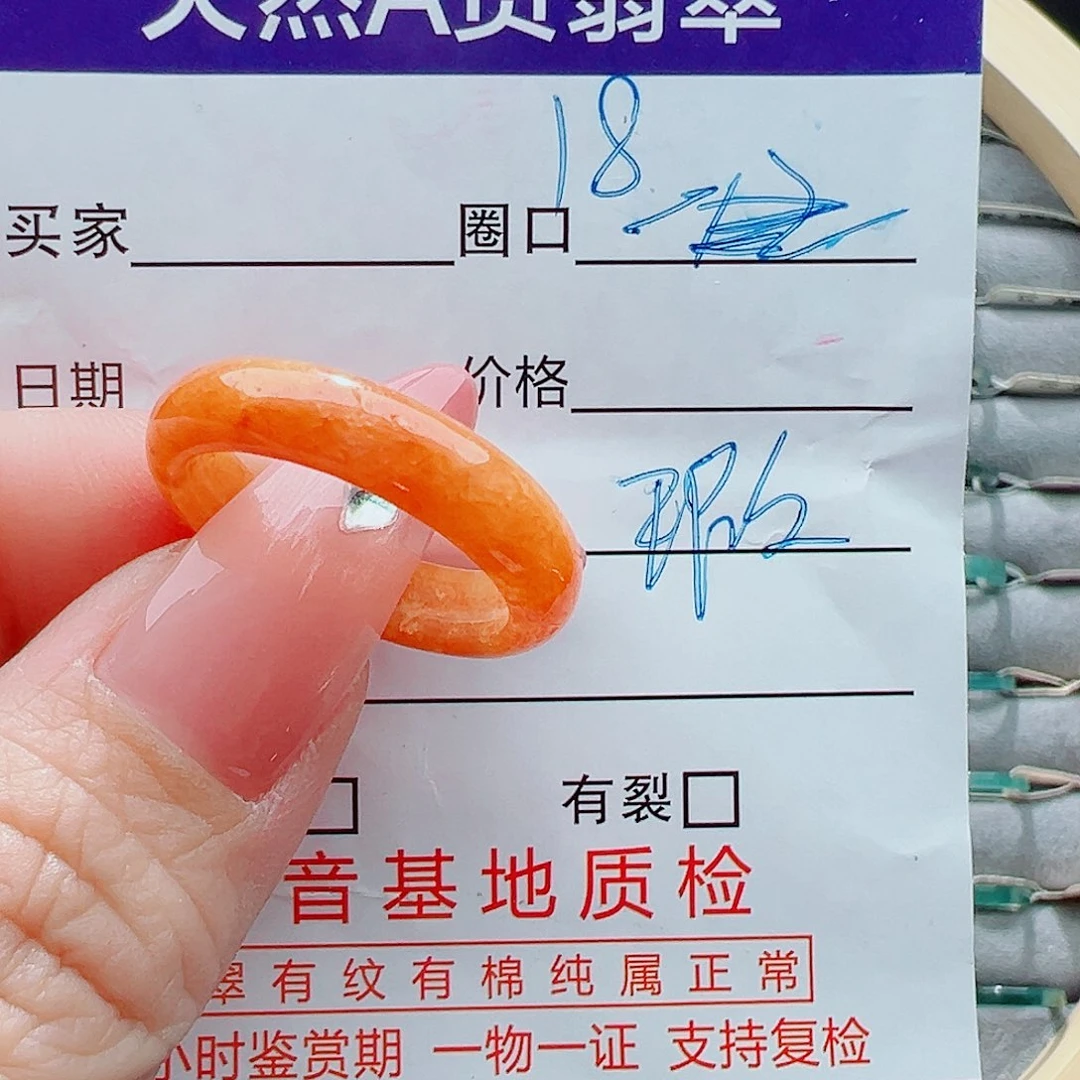 天然A货翡翠
18
买家 圈口
日期 价格
有裂
音基地质检
翠有纹有棉纯属正常
小时鉴赏期 一物一证 支持复检